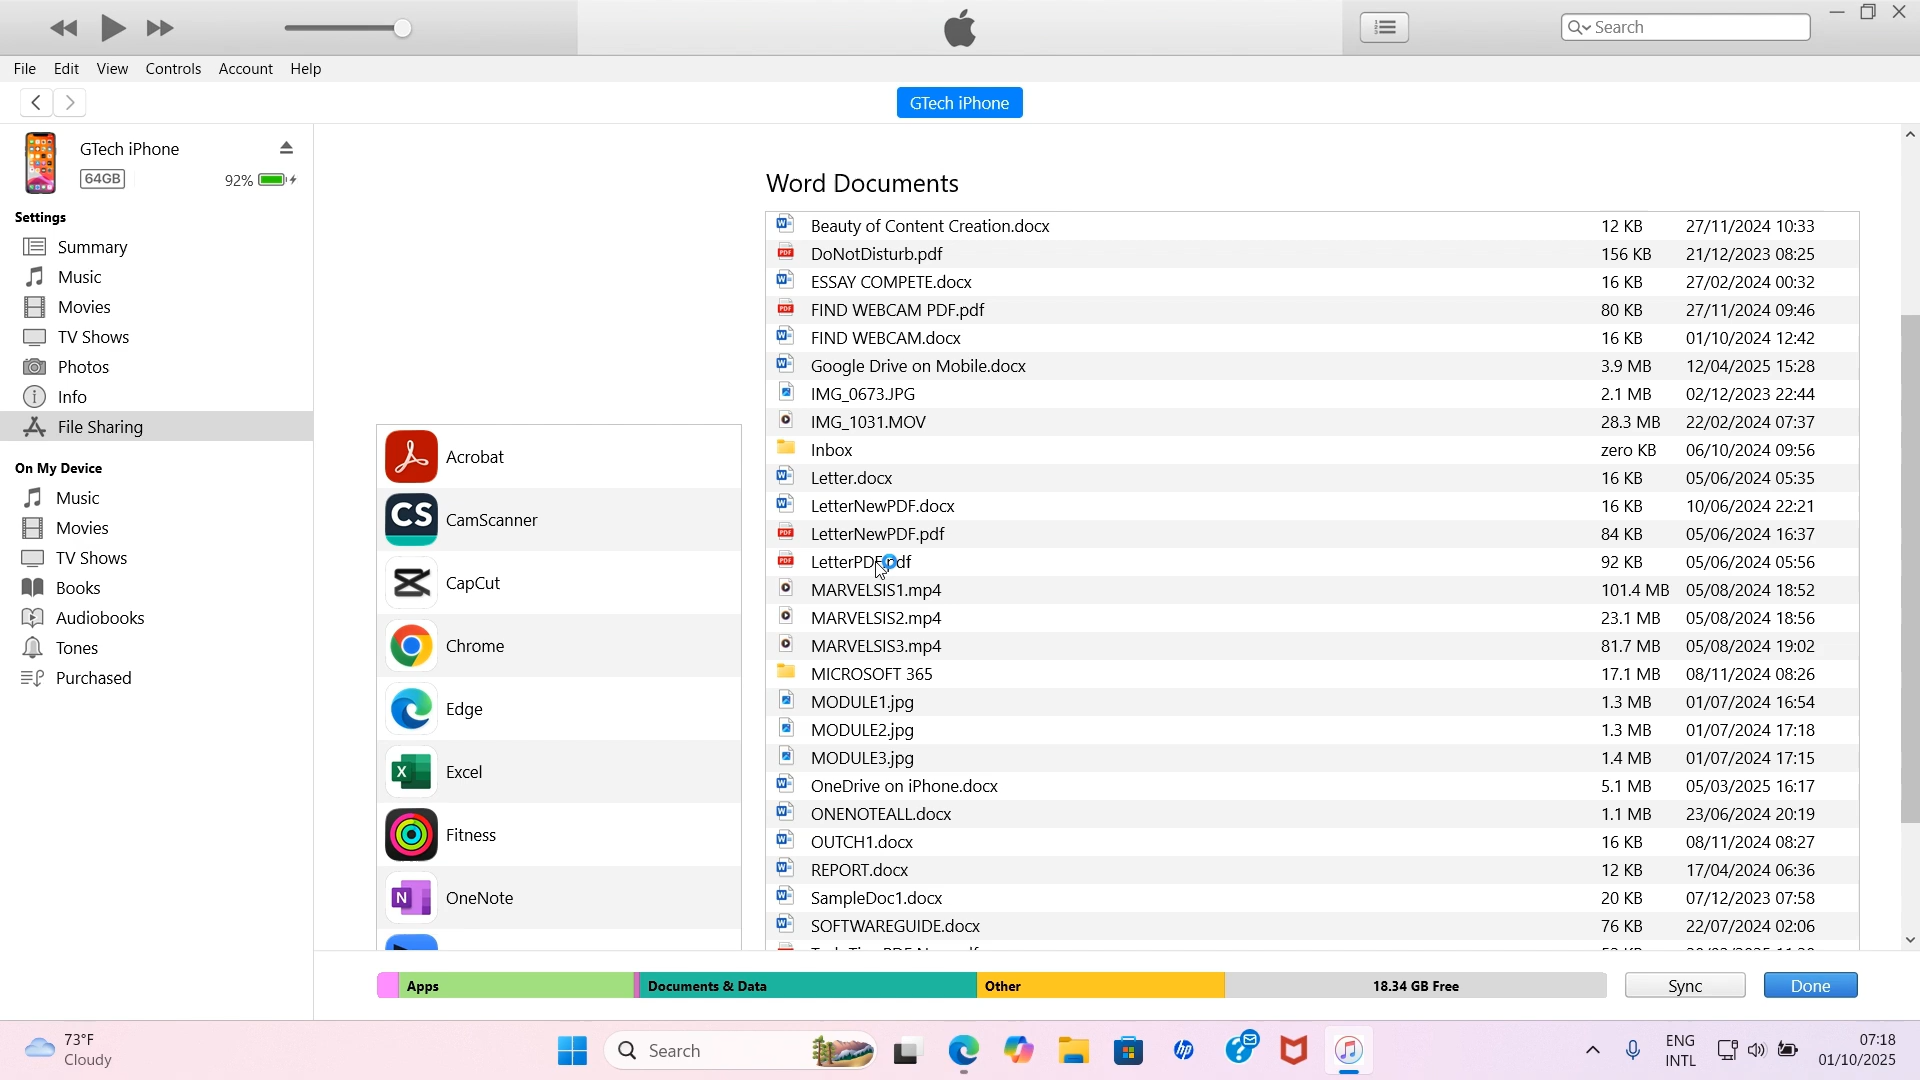 Search
File Edit View Controls Account Help
GTech iPhone
GTech iPhone
64GB 92%
Settings
Summary
Music
Movies
TV Shows
Photos
Info
File Sharing
On My Device
Music
Movies
TV Shows
Books
Audiobooks
Tones
Purchased
Acrobat
CS CamScanner
CapCut
Chrome
Edge
Excel
Fitness
OneNote
Word Documents
Beauty of Content Creation.docx 12 KB 27/11/2024 10:33
DoNotDisturb.pdf 156 KB 21/12/2023 08:25
ESSAY COMPETE.docx 16 KB 27/02/2024 00:32
FIND WEBCAM PDF.pdf 80 KB 27/11/2024 09:46
FIND WEBCAM.docx 16 KB 01/10/2024 12:42
Google Drive on Mobile.docx 3.9 MB 12/04/2025 15:28
IMG_0673.JPG 2.1 MB 02/12/2023 22:44
IMG_1031.MOV 28.3 MB 22/02/2024 07:37
Inbox zero KB 06/10/2024 09:56
Letter.docx 16 KB 05/06/2024 05:35
LetterNewPDF.docx 16 KB 10/06/2024 22:21
LetterNewPDF.pdf 84 KB 05/06/2024 16:37
LetterPDF.pdf 92 KB 05/06/2024 05:56
MARVELSIS1.mp4 101.4 MB 05/08/2024 18:52
MARVELSIS2.mp4 23.1 MB 05/08/2024 18:56
MARVELSIS3.mp4 81.7 MB 05/08/2024 19:02
MICROSOFT 365 17.1 MB 08/11/2024 08:26
MODULE1.jpg 1.3 MB 01/07/2024 16:54
MODULE2.jpg 1.3 MB 01/07/2024 17:18
MODULE3.jpg 1.4 MB 01/07/2024 17:15
OneDrive on iPhone.docx 5.1 MB 05/03/2025 16:17
ONENOTEALL.docx 1.1 MB 23/06/2024 20:19
OUTCH1.docx 16 KB 08/11/2024 08:27
REPORT.docx 12 KB 17/04/2024 06:36
SampleDoc1.docx 20 KB 07/12/2023 07:58
SOFTWAREGUIDE.docx 76 KB 22/07/2024 02:06
Apps Documents & Data Other 18.34 GB Free Sync Done
73°F
Cloudy
Search
ENG
INTL
07:18
01/10/2025